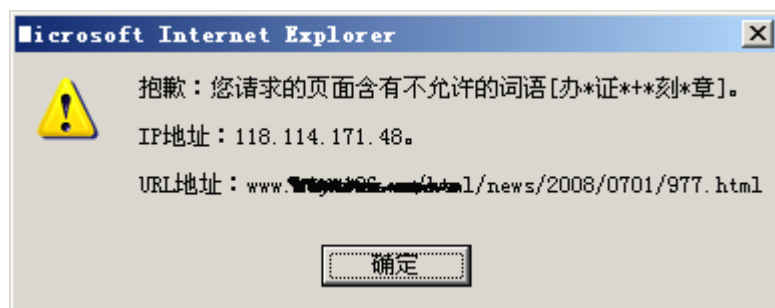 Microsoft Internet Explorer
抱歉：您请求的页面含有不允许的词语[办*证*+*刻*章]。
IP地址：118.114.171.48。
URL地址：www.l/news/2008/0701/977.html
确定